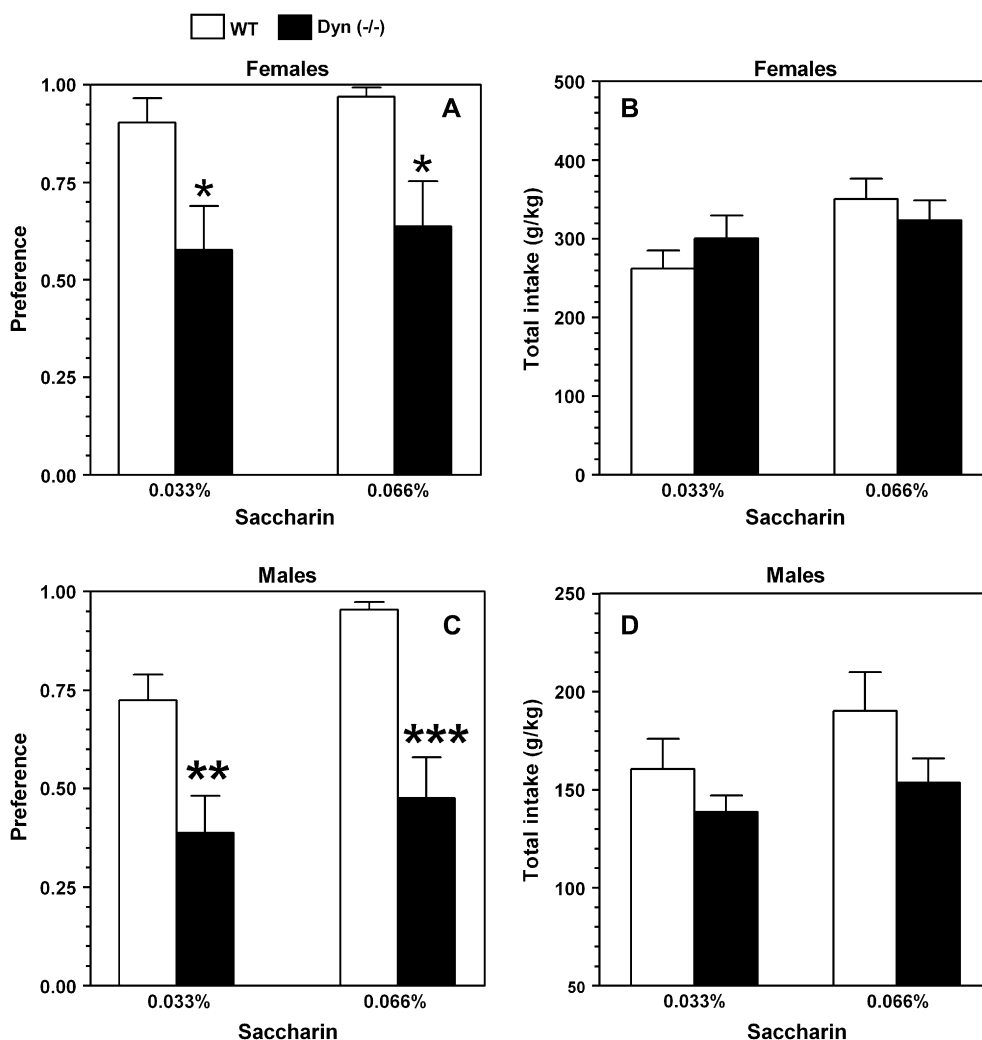 WT Dyn (-/-)
Females
A
Preference
1.00
0.75
0.50
0.25
0.00
*
*
0.033% 0.066%
Saccharin
Females
B
Total intake (g/kg)
500
400
300
200
100
0
0.033% 0.066%
Saccharin
Males
C
Preference
1.00
0.75
0.50
0.25
0.00
**
***
0.033% 0.066%
Saccharin
Males
D
Total intake (g/kg)
250
200
150
100
50
0.033% 0.066%
Saccharin